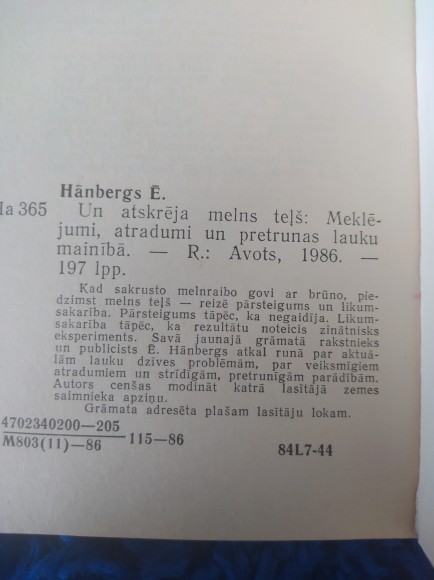 Hānbergs Ē.
Ha 365 Un atskrēja melns teļš: Meklē-
jumi, atradumi un pretrunas lauku
mainībā. — R.: Avots, 1986. —
197 lpp.
Kad sakrusto melnraibo govi ar brūno, pie-
dzimst melns teļš — reizē pārsteigums un likum-
sakarība. Pārsteigums tāpēc, ka negaidīja. Likum-
sakarība tāpēc, ka rezultātu noteicis zinātnisks
eksperiments. Savā jaunajā grāmatā rakstnieks
un publicists Ē. Hānbergs atkal runā par aktuā-
lām lauku dzīves problēmām, par veiksmīgiem
atradumiem un strīdīgām, pretrunīgām parādībām.
Autors cenšas modināt katrā lasītājā zemes
saimnieka apziņu.
Grāmata adresēta plašam lasītāju lokam.
4702340200—205
M803(11)—86 115—86
84L7-44